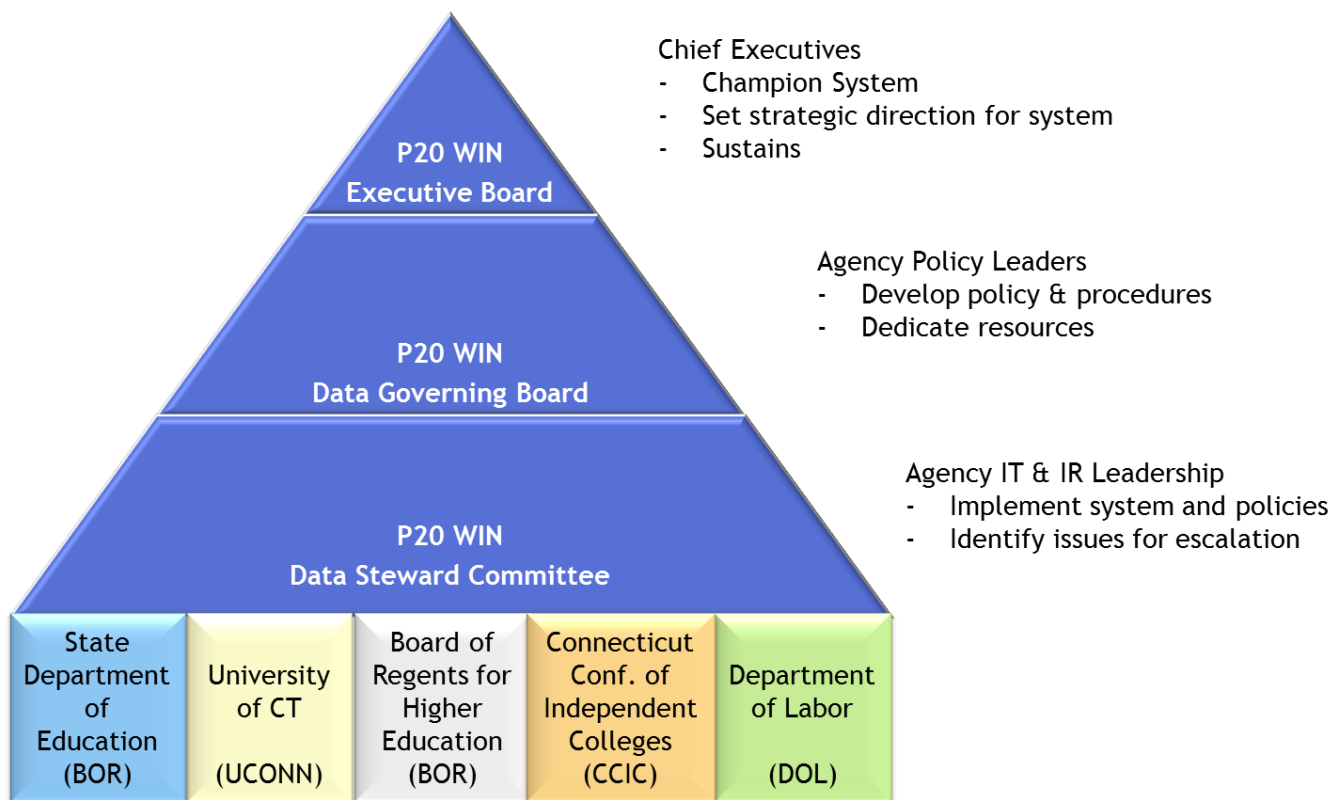 Chief Executives
- Champion System
- Set strategic direction for system
- Sustains
P20 WIN
Executive Board
Agency Policy Leaders
- Develop policy & procedures
- Dedicate resources
P20 WIN
Data Governing Board
Agency IT & IR Leadership
- Implement system and policies
- Identify issues for escalation
P20 WIN
Data Steward Committee
State
Department
of
Education
(BOR)
University
of CT
(UCONN)
Board of
Regents for
Higher
Education
(BOR)
Connecticut
Conf. of
Independent
Colleges
(CCIC)
Department
of Labor
(DOL)